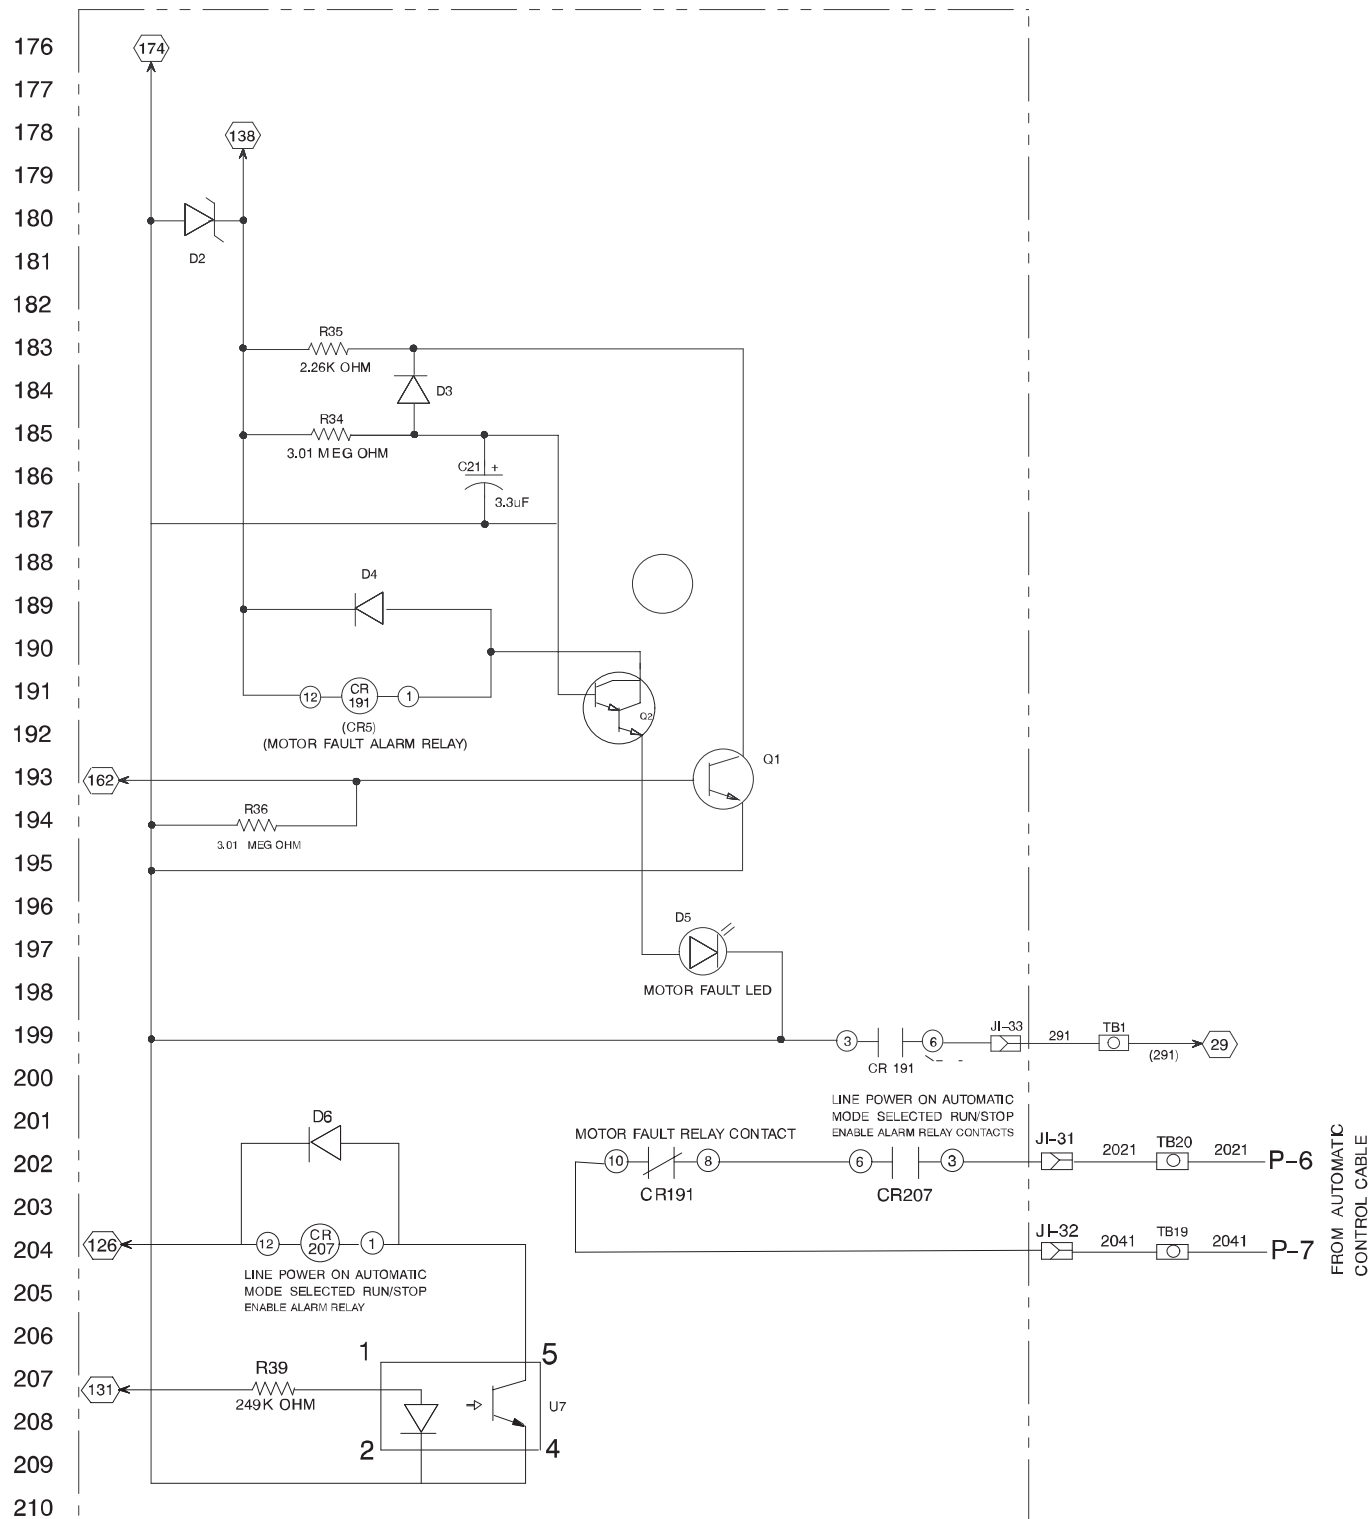 176
174
177
178
138
179
180
181
D2
182
R35
183
2.26K OHM
184
D3
R34
185
3.01 MEG OHM
C21 +
186
3.3uF
187
188
D4
189
190
191
12
CR
191
1
Q2
(CR5)
192
(MOTOR FAULT ALARM RELAY)
Q1
193
162
R36
194
3.01 MEG OHM
195
196
D5
197
198
MOTOR FAULT LED
JI-33
291
TB1
199
3
6
(291)
29
CR 191
200
LINE POWER ON AUTOMATIC
MODE SELECTED RUN/STOP
ENABLE ALARM RELAY CONTACTS
201
D6
MOTOR FAULT RELAY CONTACT
JI-31
2021
TB20
2021
202
10
8
6
3
P-6
CR191
CR207
203
JI-32
2041
TB19
2041
204
126
12
CR
207
1
P-7
FROM AUTOMATIC
CONTROL CABLE
LINE POWER ON AUTOMATIC
MODE SELECTED RUN/STOP
ENABLE ALARM RELAY
205
206
1
5
R39
207
131
249K OHM
U7
208
2
4
209
210